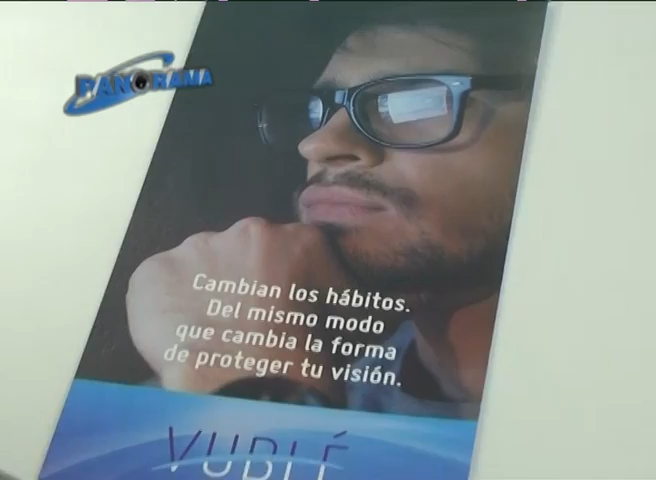 PANORAMA
Cambian los hábitos.
Del mismo modo
que cambia la forma
de proteger tu visión.